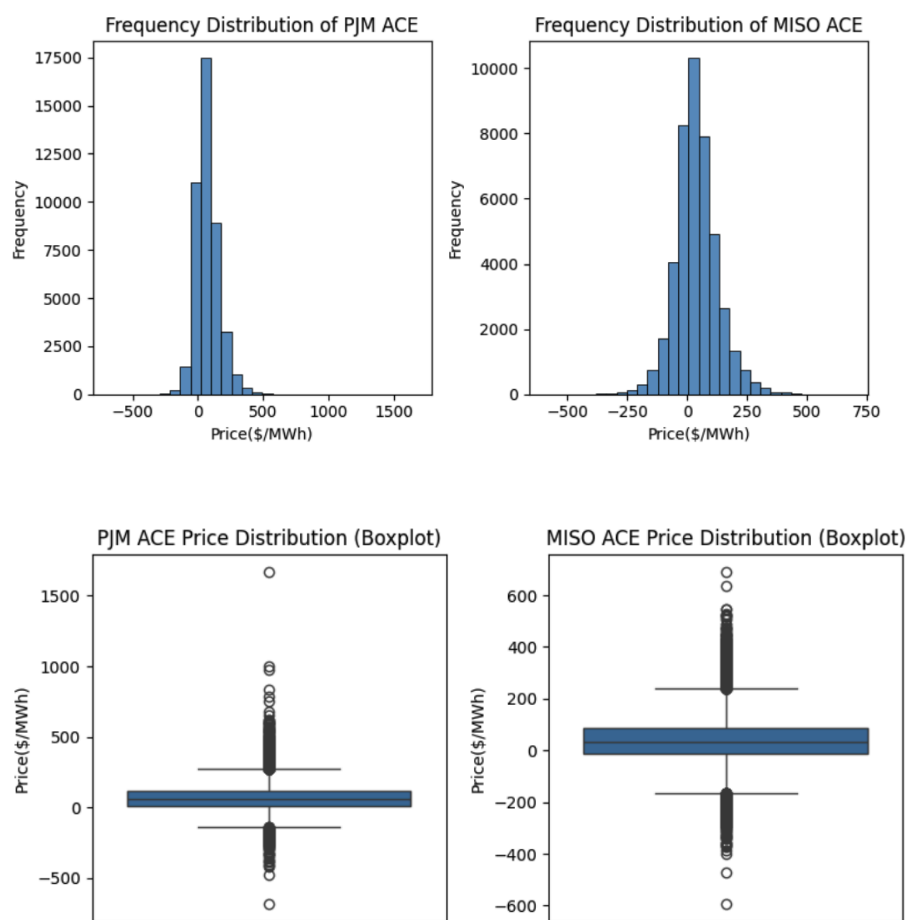 Frequency Distribution of PJM ACE
17500
15000
12500
10000
7500
5000
2500
0
Frequency
−500 0 500 1000 1500
Price($/MWh)
Frequency Distribution of MISO ACE
10000
8000
6000
4000
2000
0
Frequency
−500 −250 0 250 500 750
Price($/MWh)
PJM ACE Price Distribution (Boxplot)
1500
1000
500
0
−500
Price($/MWh)
MISO ACE Price Distribution (Boxplot)
600
400
200
0
−200
−400
−600
Price($/MWh)